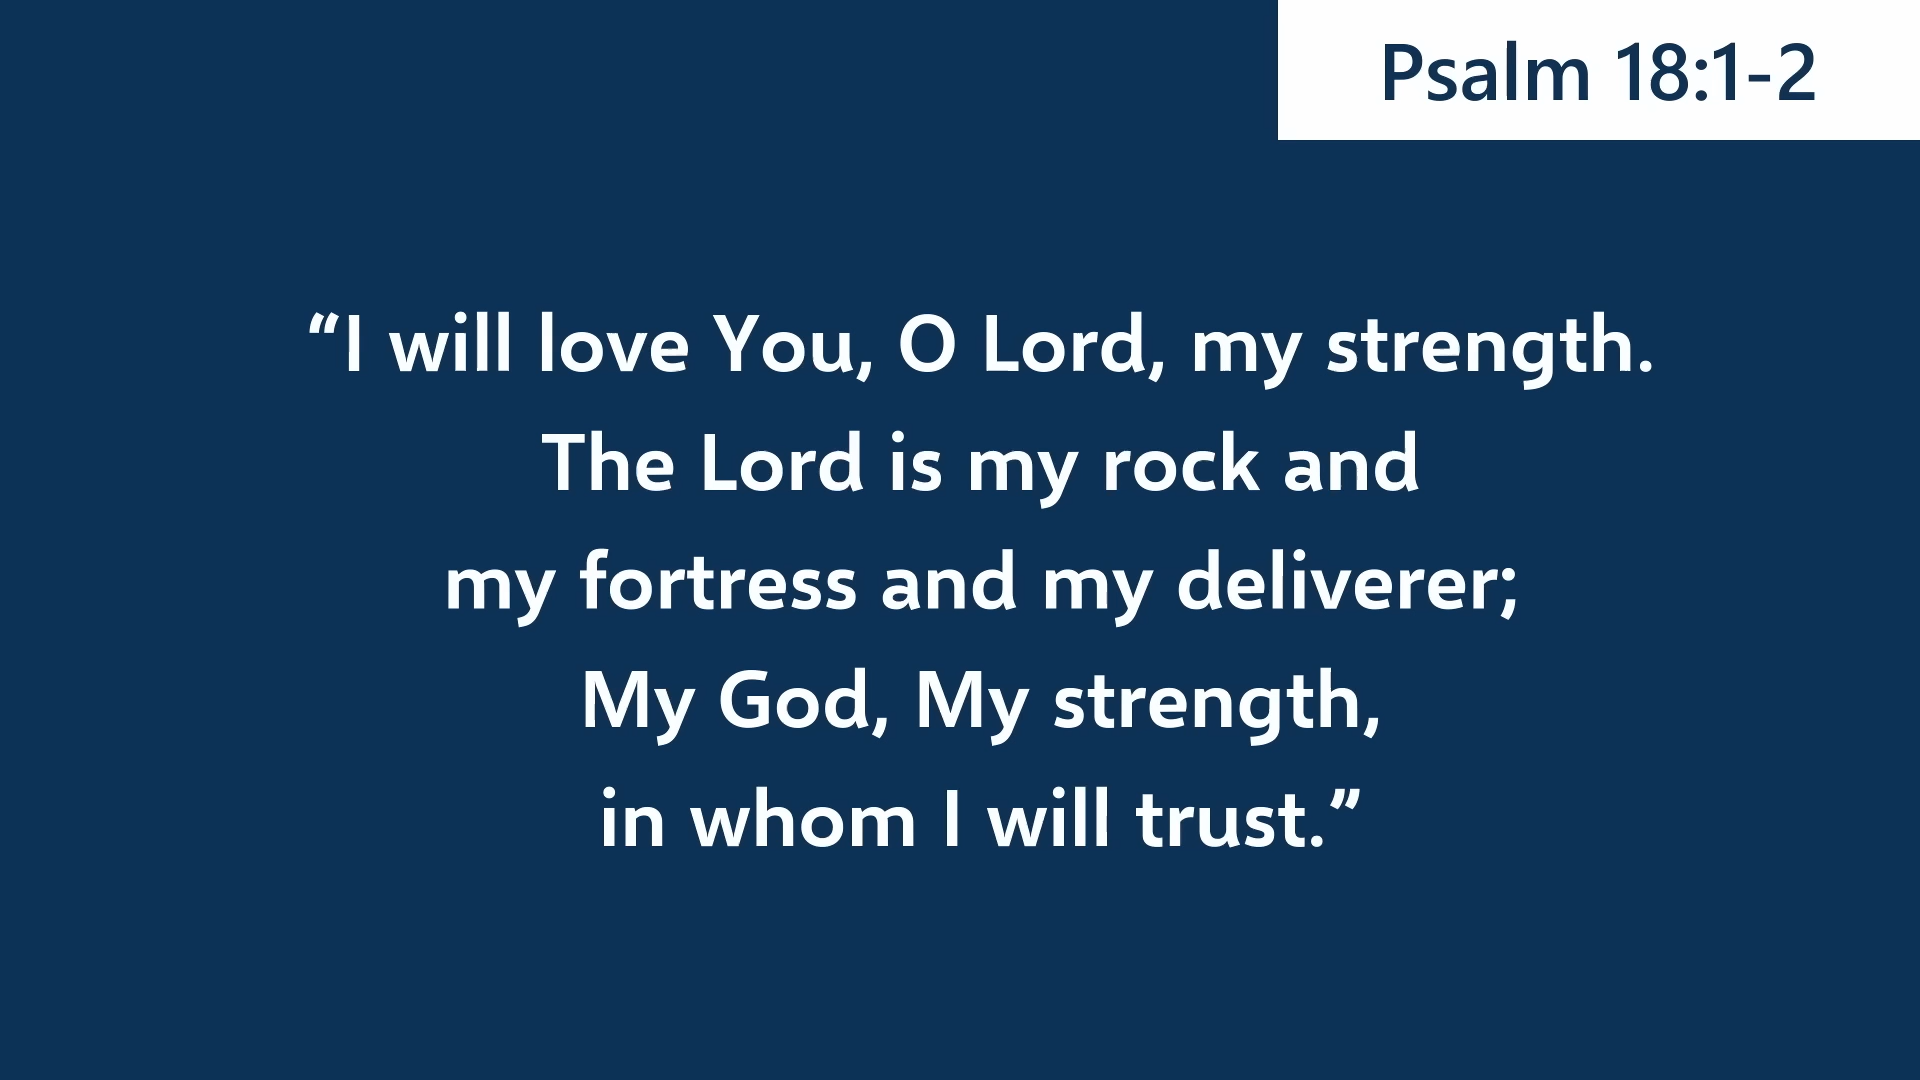 Psalm 18:1-2
“I will love You, O Lord, my strength.
The Lord is my rock and
my fortress and my deliverer;
My God, My strength,
in whom I will trust.”